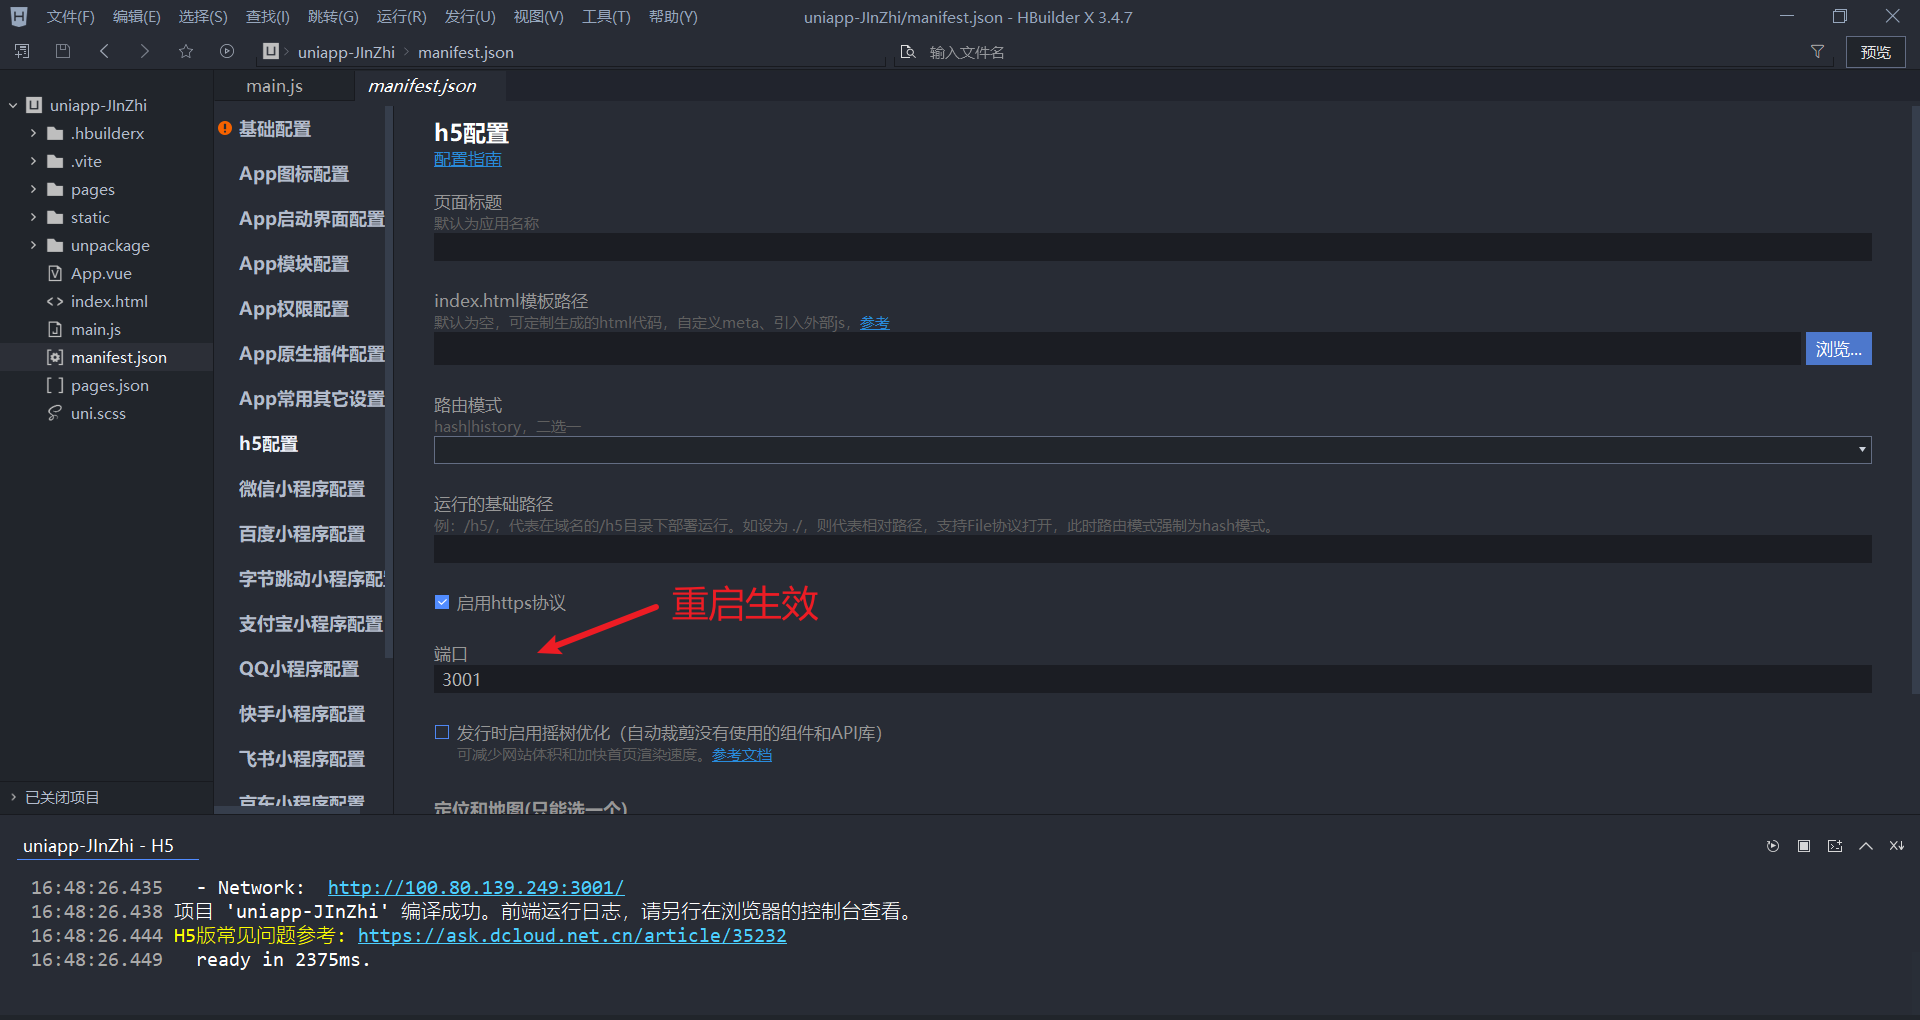 文件(F) 编辑(E) 选择(S) 查找(I) 跳转(G) 运行(R) 发行(U) 视图(V) 工具(T) 帮助(Y)
uniapp-JInZhi/manifest.json - HBuilder X 3.4.7
uniapp-JInZhi
manifest.json
输入文件名
预览
uniapp-JInZhi
.hbuilderx
.vite
pages
static
unpackage
App.vue
index.html
main.js
manifest.json
pages.json
uni.scss
已关闭项目
main.js
manifest.json
基础配置
App图标配置
App启动界面配置
App模块配置
App权限配置
App原生插件配置
App常用其它设置
h5配置
微信小程序配置
百度小程序配置
字节跳动小程序配
支付宝小程序配置
QQ小程序配置
快手小程序配置
飞书小程序配置
京东小程序配置
h5配置
配置指南
页面标题
默认为应用名称
index.html模板路径
默认为空，可定制生成的html代码，自定义meta、引入外部js，参考
浏览...
路由模式
hash|history，二选一
运行的基础路径
例：/h5/，代表在域名的/h5目录下部署运行。如设为 ./，则代表相对路径，支持File协议打开，此时路由模式强制为hash模式。
启用https协议
重启生效
端口
3001
发行时启用摇树优化（自动裁剪没有使用的组件和API库）
可减少网站体积和加快首页渲染速度。参考文档
定位和地图(只能选一个)
uniapp-JInZhi - H5
16:48:26.435 - Network: http://100.80.139.249:3001/
16:48:26.438 项目 'uniapp-JInZhi' 编译成功。前端运行日志，请另行在浏览器的控制台查看。
16:48:26.444 H5版常见问题参考: https://ask.dcloud.net.cn/article/35232
16:48:26.449 ready in 2375ms.